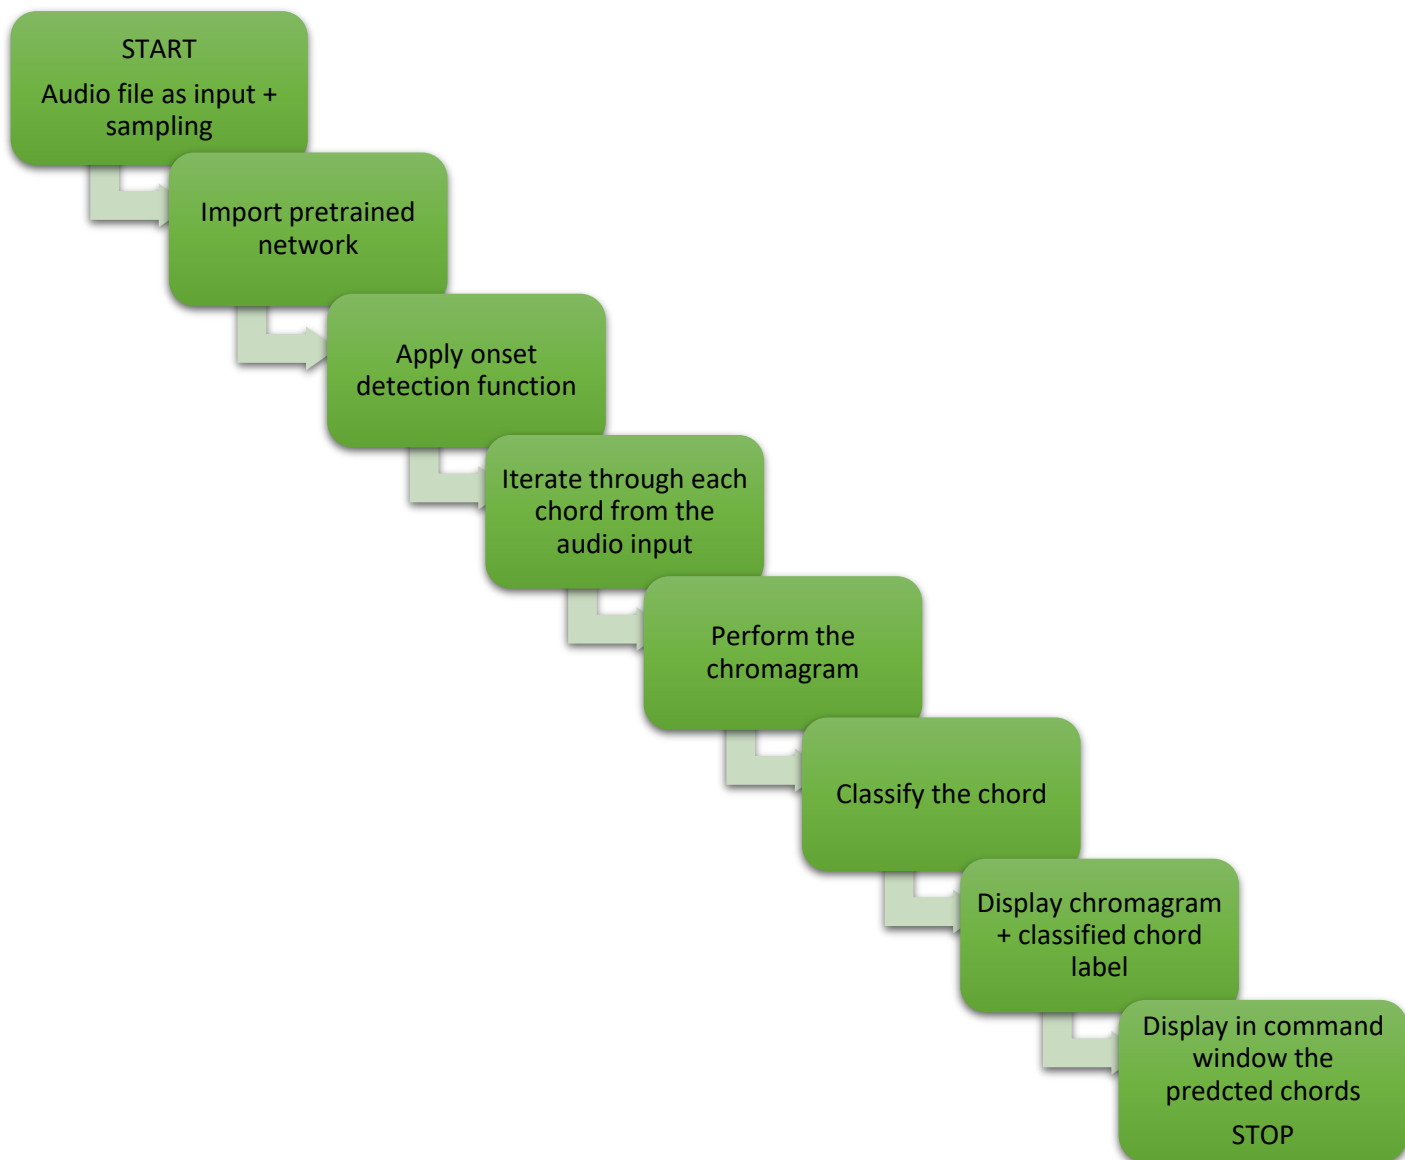 START
Audio file as input +
sampling
Import pretrained
network
Apply onset
detection function
Iterate through each
chord from the
audio input
Perform the
chromagram
Classify the chord
Display chromagram
+ classified chord
label
Display in command
window the
predcted chords
STOP